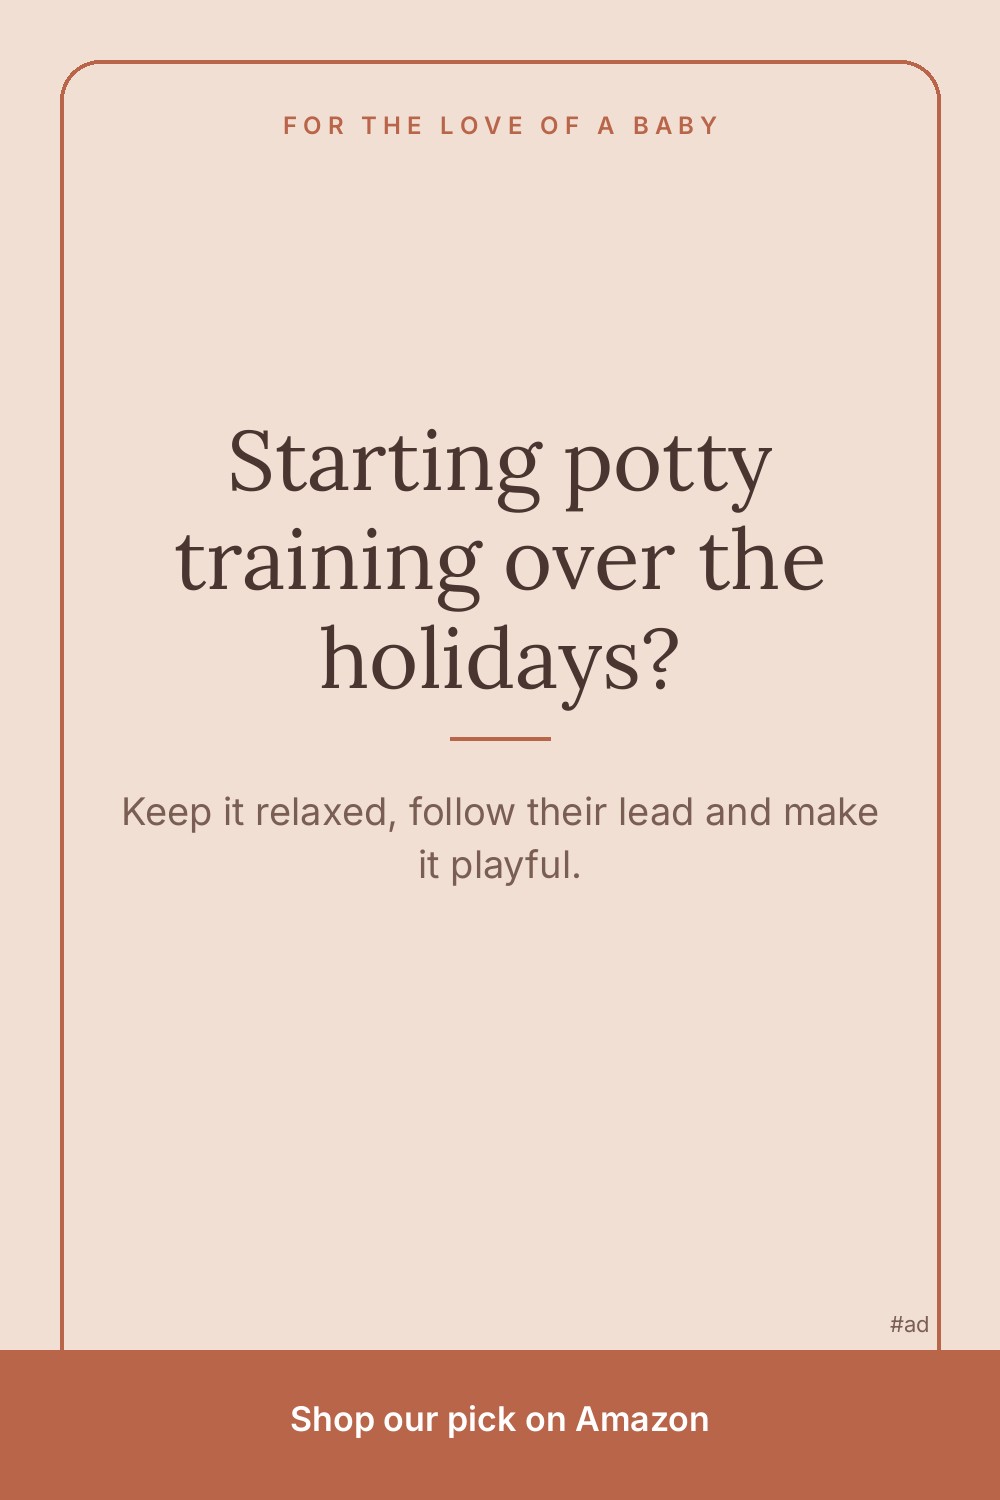 FOR THE LOVE OF A BABY
Starting potty
training over the
holidays?
Keep it relaxed, follow their lead and make
it playful.
#ad
Shop our pick on Amazon